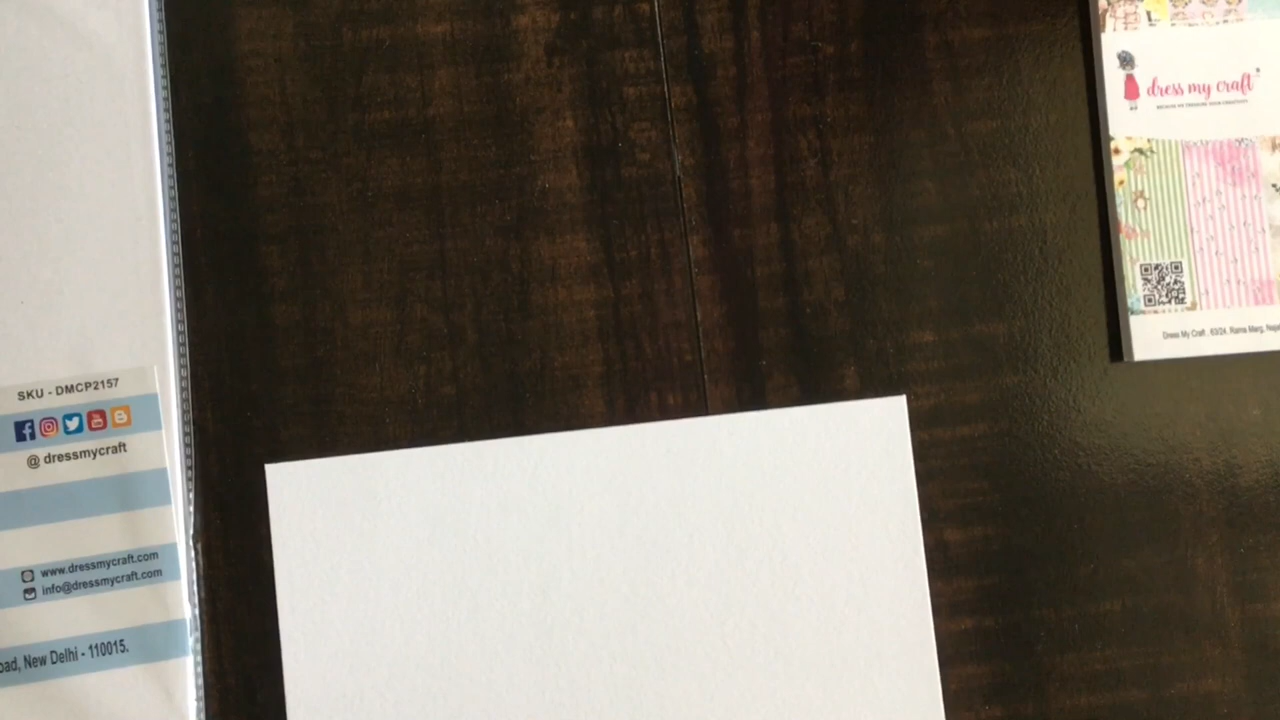 SKU - DMCP2157
@ dressmycraft
www.dressmycraft.com
info@dressmycraft.com
oad, New Delhi - 110015.
dress my craft
Dress My Craft , 63/24, Rama Marg,